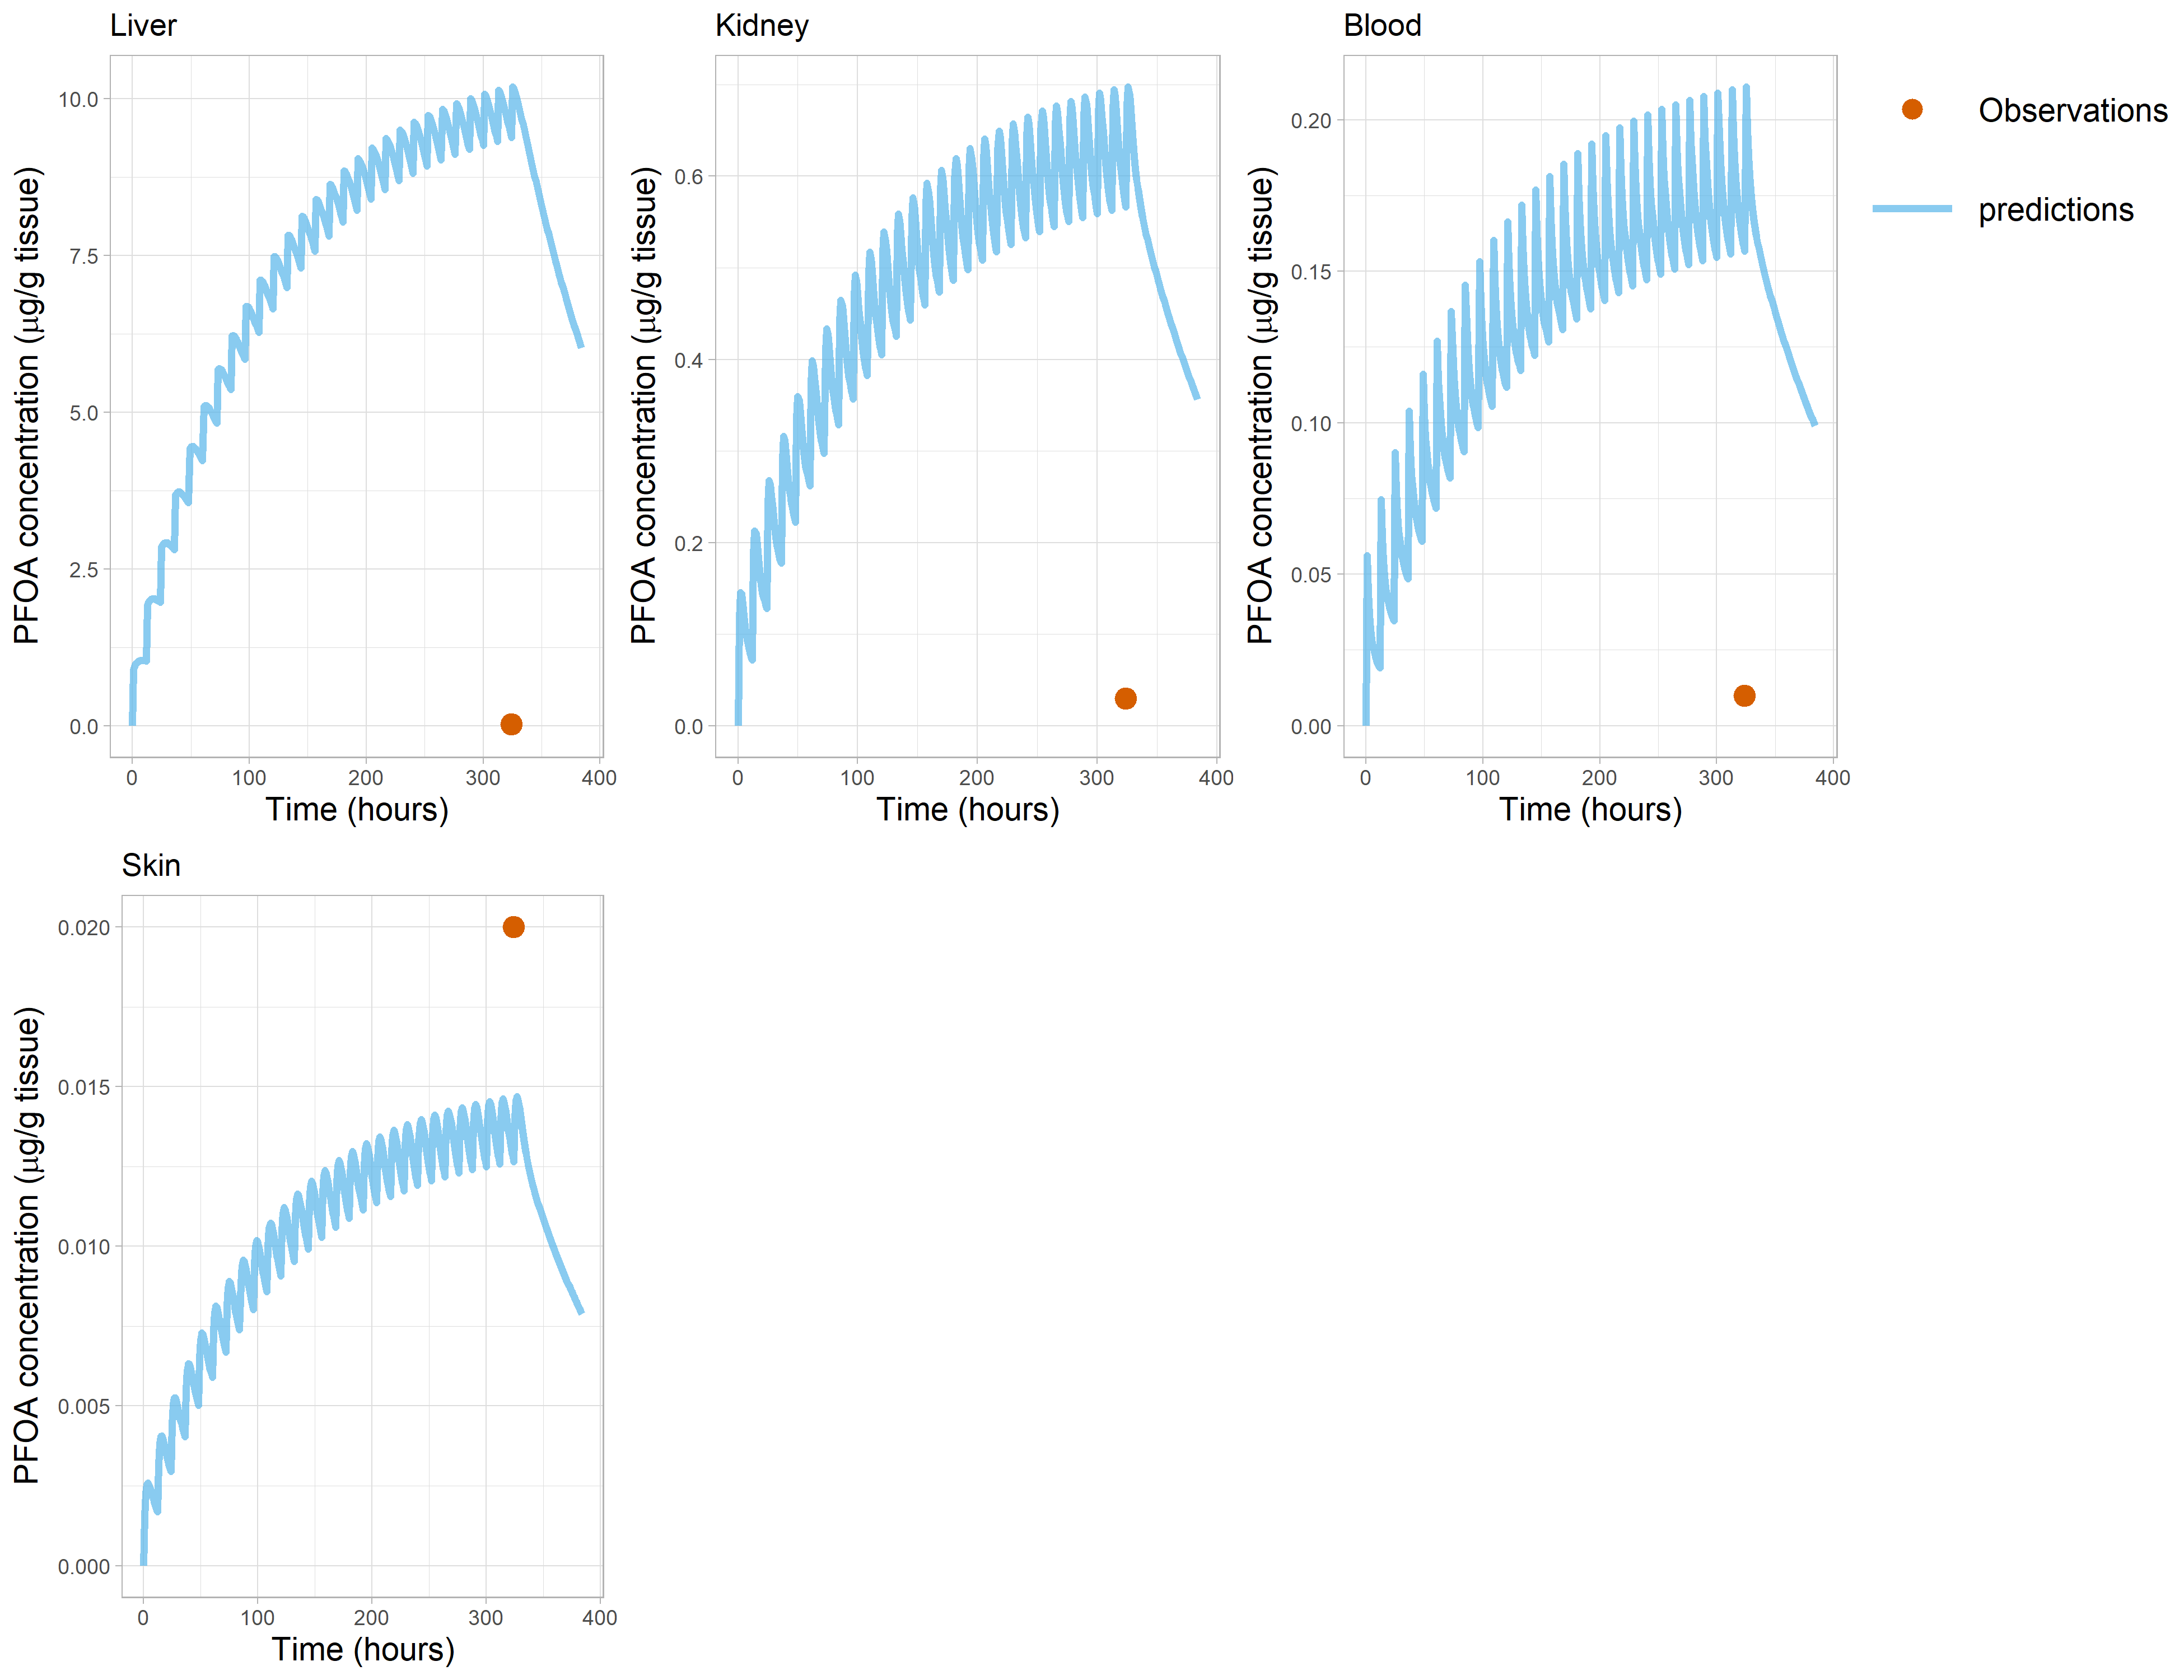 Liver
PFOA concentration (μg/g tissue)
10.0
7.5
5.0
2.5
0.0
0 100 200 300 400
Time (hours)
Kidney
PFOA concentration (μg/g tissue)
0.6
0.4
0.2
0.0
0 100 200 300 400
Time (hours)
Blood
PFOA concentration (μg/g tissue)
0.20
0.15
0.10
0.05
0.00
0 100 200 300 400
Time (hours)
Observations
predictions
Skin
PFOA concentration (μg/g tissue)
0.020
0.015
0.010
0.005
0.000
0 100 200 300 400
Time (hours)